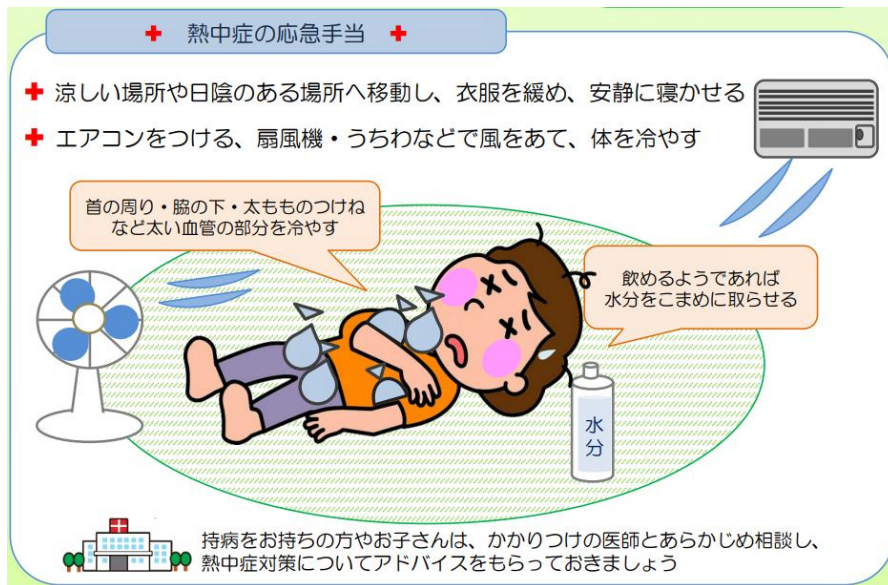 熱中症の応急手当
涼しい場所や日陰のある場所へ移動し、衣服を緩め、安静に寝かせる
エアコンをつける、扇風機・うちわなどで風をあて、体を冷やす
首の周り・脇の下・太もものつけね
など太い血管の部分を冷やす
飲めるようであれば
水分をこまめに取らせる
水分
持病をお持ちの方やお子さんは、かかりつけの医師とあらかじめ相談し、
熱中症対策についてアドバイスをもらっておきましょう